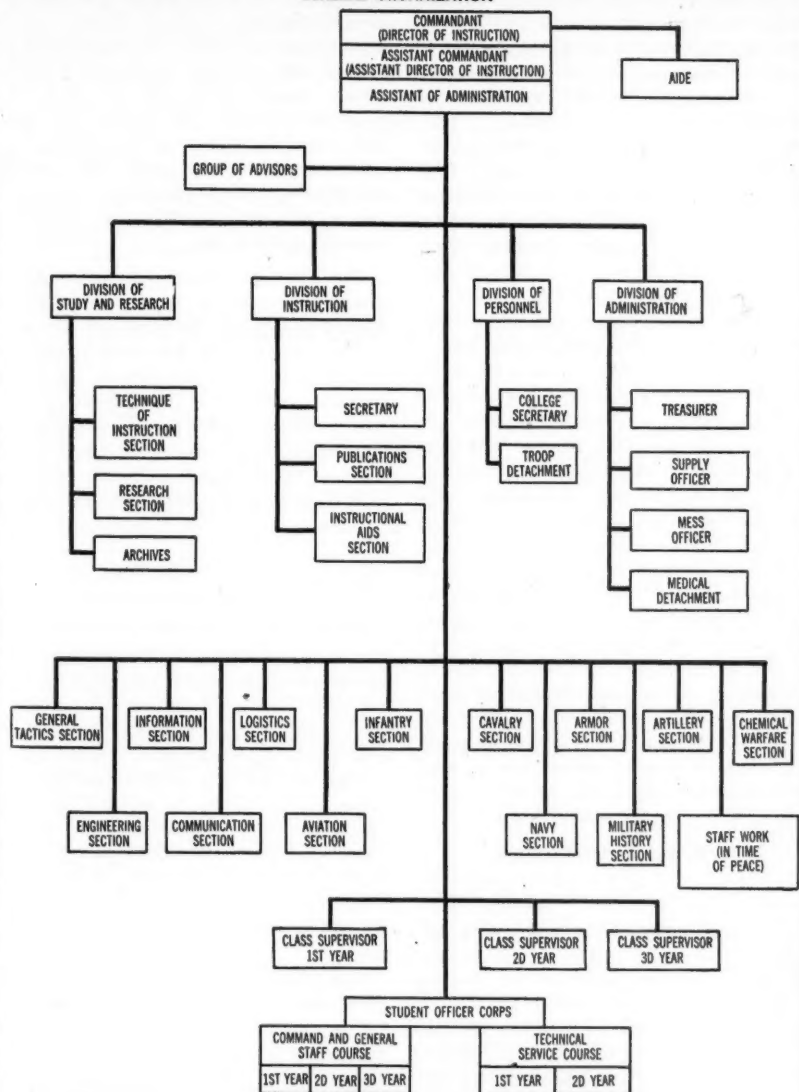 COMMANDANT
(DIRECTOR OF INSTRUCTION)
ASSISTANT COMMANDANT
(ASSISTANT DIRECTOR OF INSTRUCTION)
ASSISTANT OF ADMINISTRATION
AIDE
GROUP OF ADVISORS
DIVISION OF
STUDY AND RESEARCH
DIVISION OF
INSTRUCTION
DIVISION OF
PERSONNEL
DIVISION OF
ADMINISTRATION
TECHNIQUE
OF
INSTRUCTION
SECTION
RESEARCH
SECTION
ARCHIVES
SECRETARY
PUBLICATIONS
SECTION
INSTRUCTIONAL
AIDS
SECTION
COLLEGE
SECRETARY
TROOP
DETACHMENT
TREASURER
SUPPLY
OFFICER
MESS
OFFICER
MEDICAL
DETACHMENT
GENERAL
TACTICS SECTION
INFORMATION
SECTION
LOGISTICS
SECTION
INFANTRY
SECTION
CAVALRY
SECTION
ARMOR
SECTION
ARTILLERY
SECTION
CHEMICAL
WARFARE
SECTION
ENGINEERING
SECTION
COMMUNICATION
SECTION
AVIATION
SECTION
NAVY
SECTION
MILITARY
HISTORY
SECTION
STAFF WORK
(IN TIME
OF PEACE)
CLASS SUPERVISOR
1ST YEAR
CLASS SUPERVISOR
2D YEAR
CLASS SUPERVISOR
3D YEAR
STUDENT OFFICER CORPS
COMMAND AND GENERAL
STAFF COURSE
1ST YEAR 2D YEAR 3D YEAR
TECHNICAL
SERVICE COURSE
1ST YEAR 2D YEAR